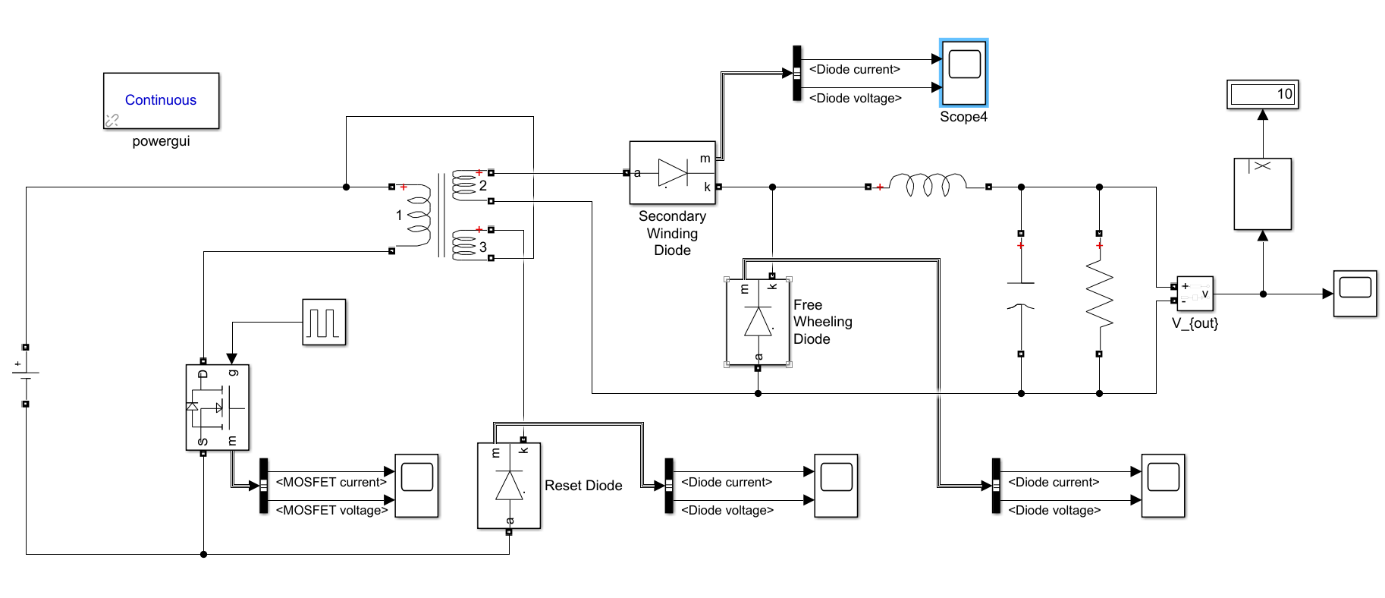 <Diode current>
<Diode voltage>
Scope4
Continuous
powergui
10
+
1
+
2
+
3
a
m
k
Secondary
Winding
Diode
+
m
k
a
Free
Wheeling
Diode
+
+
+
-
v
V_{out}
+
D
g
S
m
<MOSFET current>
<MOSFET voltage>
m
k
a
Reset Diode
<Diode current>
<Diode voltage>
<Diode current>
<Diode voltage>